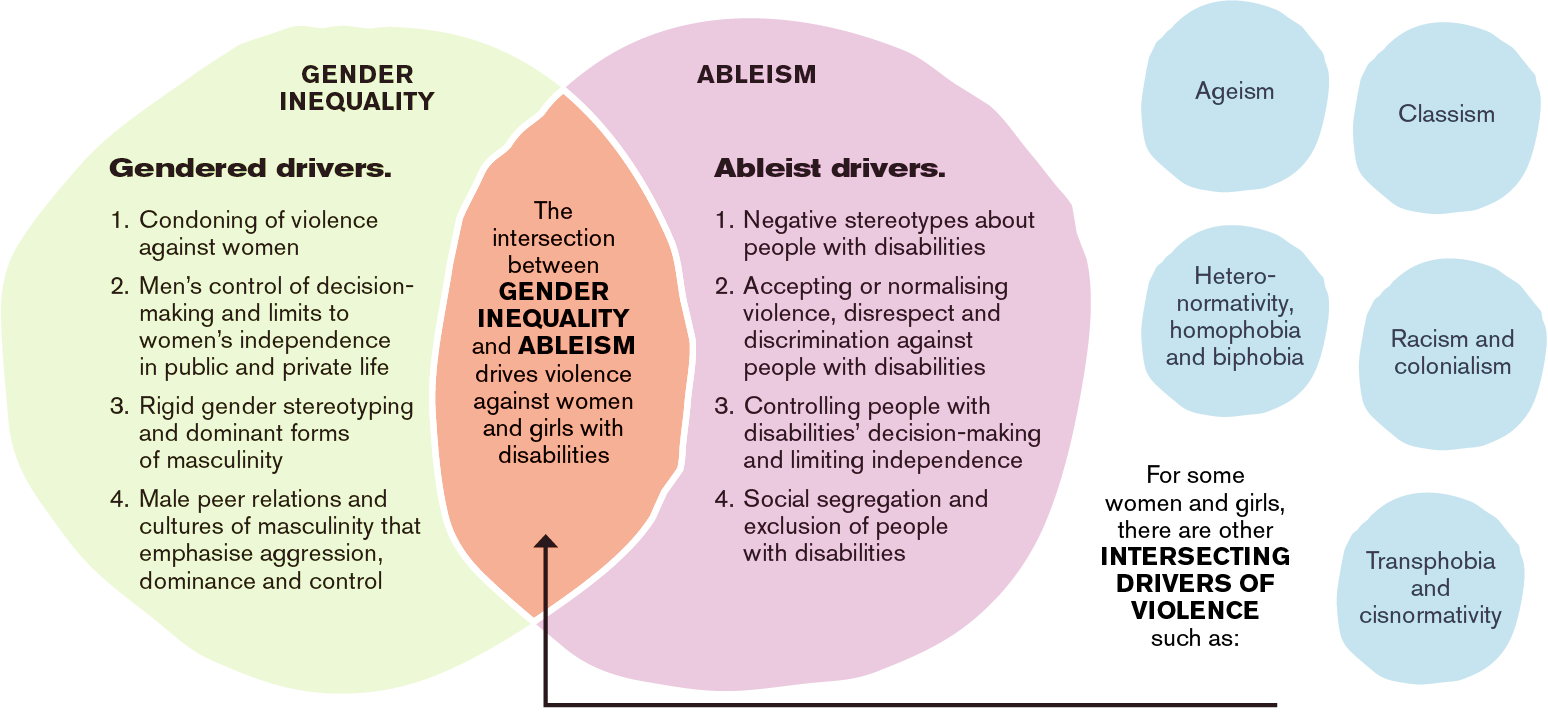 GENDER
INEQUALITY
Gendered drivers.
1. Condoning of violence
against women
2. Men’s control of decision-
making and limits to
women’s independence
in public and private life
3. Rigid gender stereotyping
and dominant forms
of masculinity
4. Male peer relations and
cultures of masculinity that
emphasise aggression,
dominance and control
The
intersection
between
GENDER
INEQUALITY
and ABLEISM
drives violence
against women
and girls with
disabilities
ABLEISM
Ableist drivers.
1. Negative stereotypes about
people with disabilities
2. Accepting or normalising
violence, disrespect and
discrimination against
people with disabilities
3. Controlling people with
disabilities’ decision-making
and limiting independence
4. Social segregation and
exclusion of people
with disabilities
For some
women and girls,
there are other
INTERSECTING
DRIVERS OF
VIOLENCE
such as:
Ageism
Classism
Hetero-
normativity,
homophobia
and biphobia
Racism and
colonialism
Transphobia
and
cisnormativity